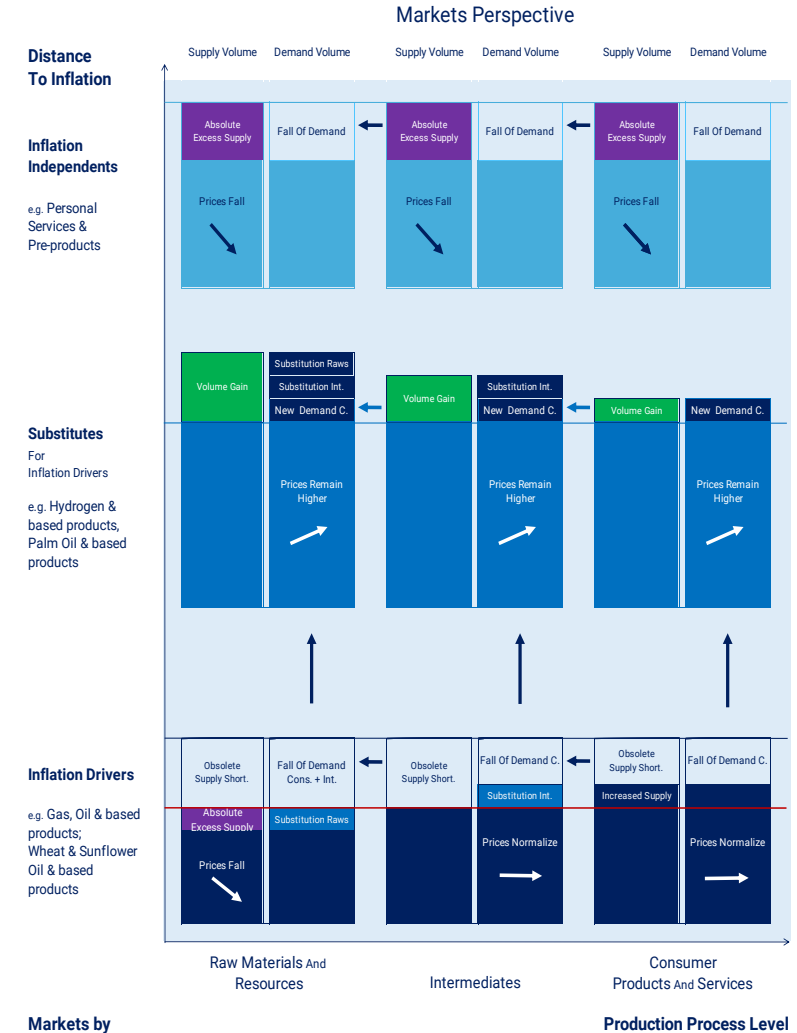 Markets Perspective
Distance
To Inflation
Supply Volume
Demand Volume
Supply Volume
Demand Volume
Supply Volume
Demand Volume
Inflation
Independents
e.g. Personal
Services &
Pre-products
Absolute
Excess Supply
Fall Of Demand
Absolute
Excess Supply
Fall Of Demand
Absolute
Excess Supply
Fall Of Demand
Prices Fall
Prices Fall
Prices Fall
Substitutes
For
Inflation Drivers
e.g. Hydrogen &
based products,
Palm Oil & based
products
Volume Gain
Substitution Raws
Substitution Int.
New Demand C.
Volume Gain
Substitution Int.
New Demand C.
Volume Gain
New Demand C.
Prices Remain
Higher
Prices Remain
Higher
Prices Remain
Higher
Inflation Drivers
e.g. Gas, Oil & based
products;
Wheat & Sunflower
Oil & based
products
Obsolete
Supply Short.
Absolute
Excess Supply
Prices Fall
Fall Of Demand
Cons. + Int.
Substitution Raws
Obsolete
Supply Short.
Fall Of Demand C.
Substitution Int.
Prices Normalize
Obsolete
Supply Short.
Increased Supply
Fall Of Demand C.
Prices Normalize
Raw Materials And
Resources
Intermediates
Consumer
Products And Services
Markets by
Production Process Level